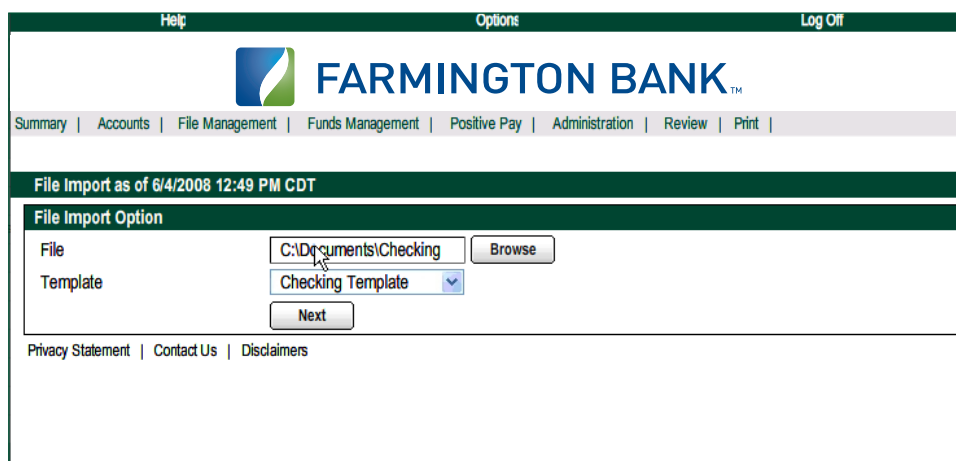 Help Options Log Off
FARMINGTON BANK™
Summary | Accounts | File Management | Funds Management | Positive Pay | Administration | Review | Print |
File Import as of 6/4/2008 12:49 PM CDT
File Import Option
File C:\Documents\Checking Browse
Template Checking Template
Next
Privacy Statement | Contact Us | Disclaimers